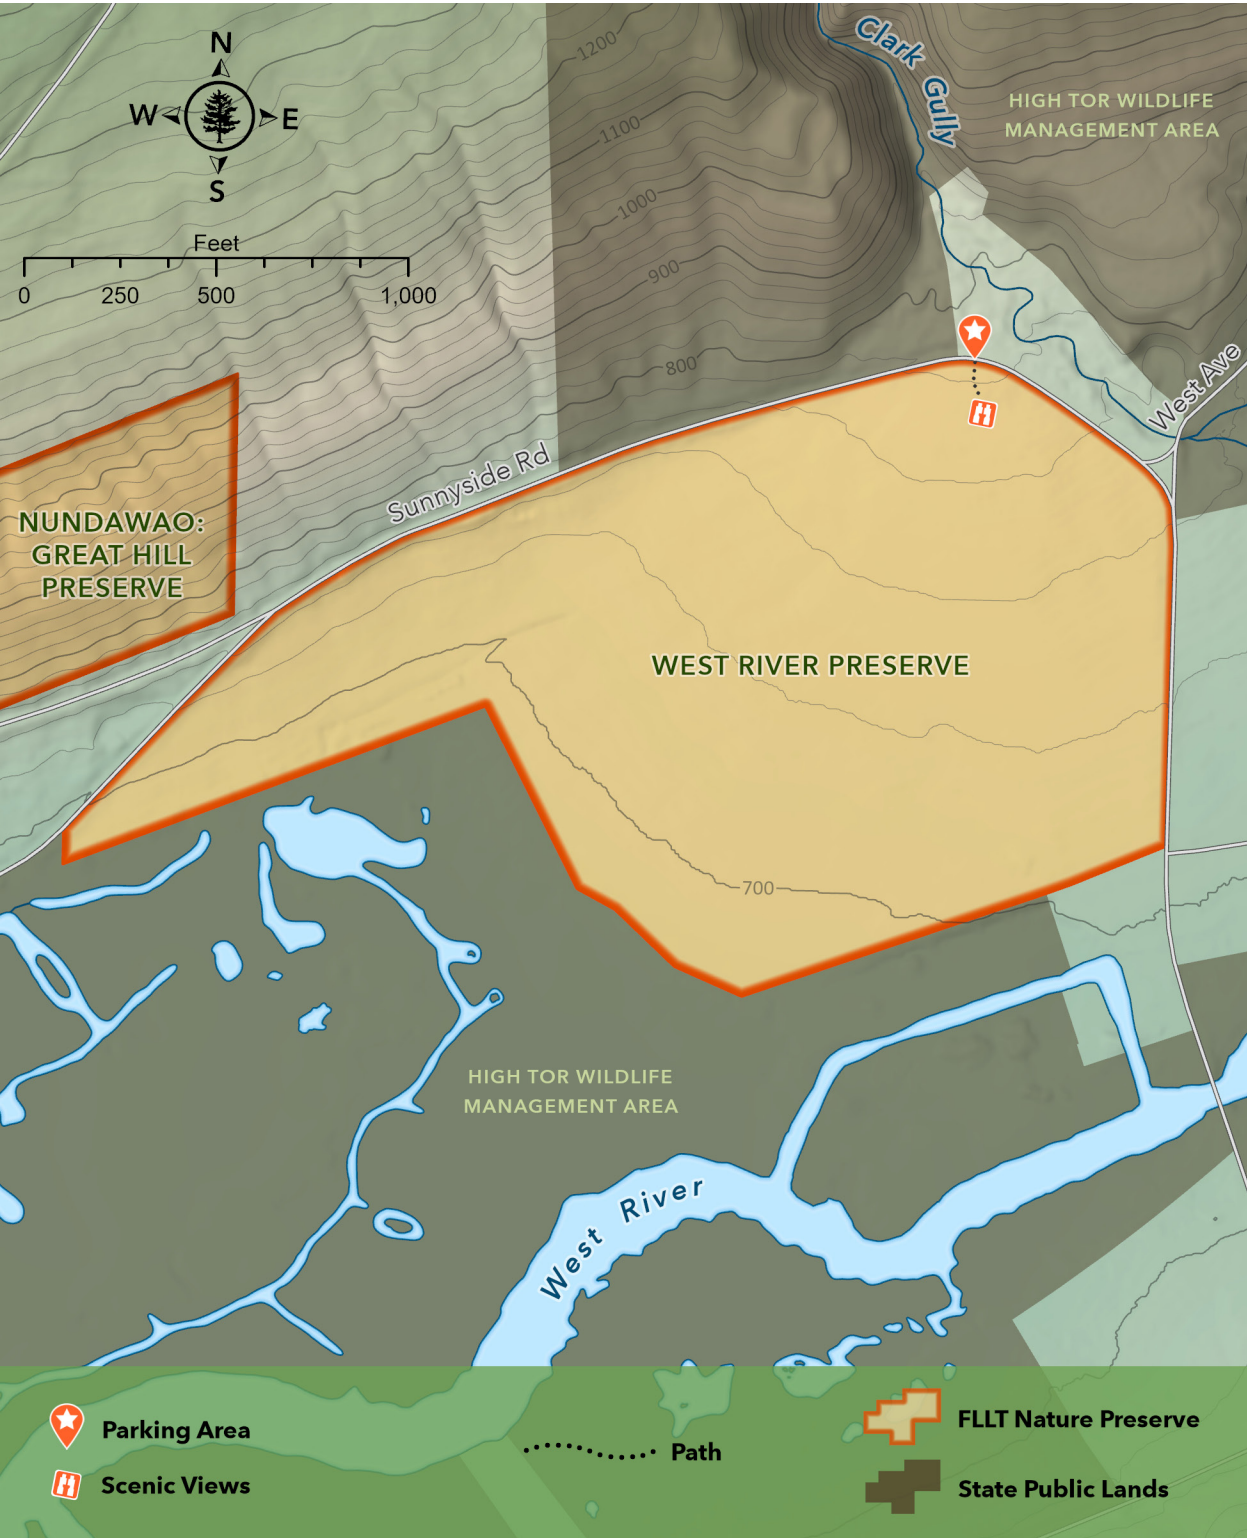 N
W
E
S
Feet
0
250
500
1,000
1200
1100
1000
900
800
Clark Gully
HIGH TOR WILDLIFE
MANAGEMENT AREA
West Ave
Sunnyside Rd
NUNDAWAO:
GREAT HILL
PRESERVE
WEST RIVER PRESERVE
700
HIGH TOR WILDLIFE
MANAGEMENT AREA
West River
Parking Area
Scenic Views
Path
FLLT Nature Preserve
State Public Lands